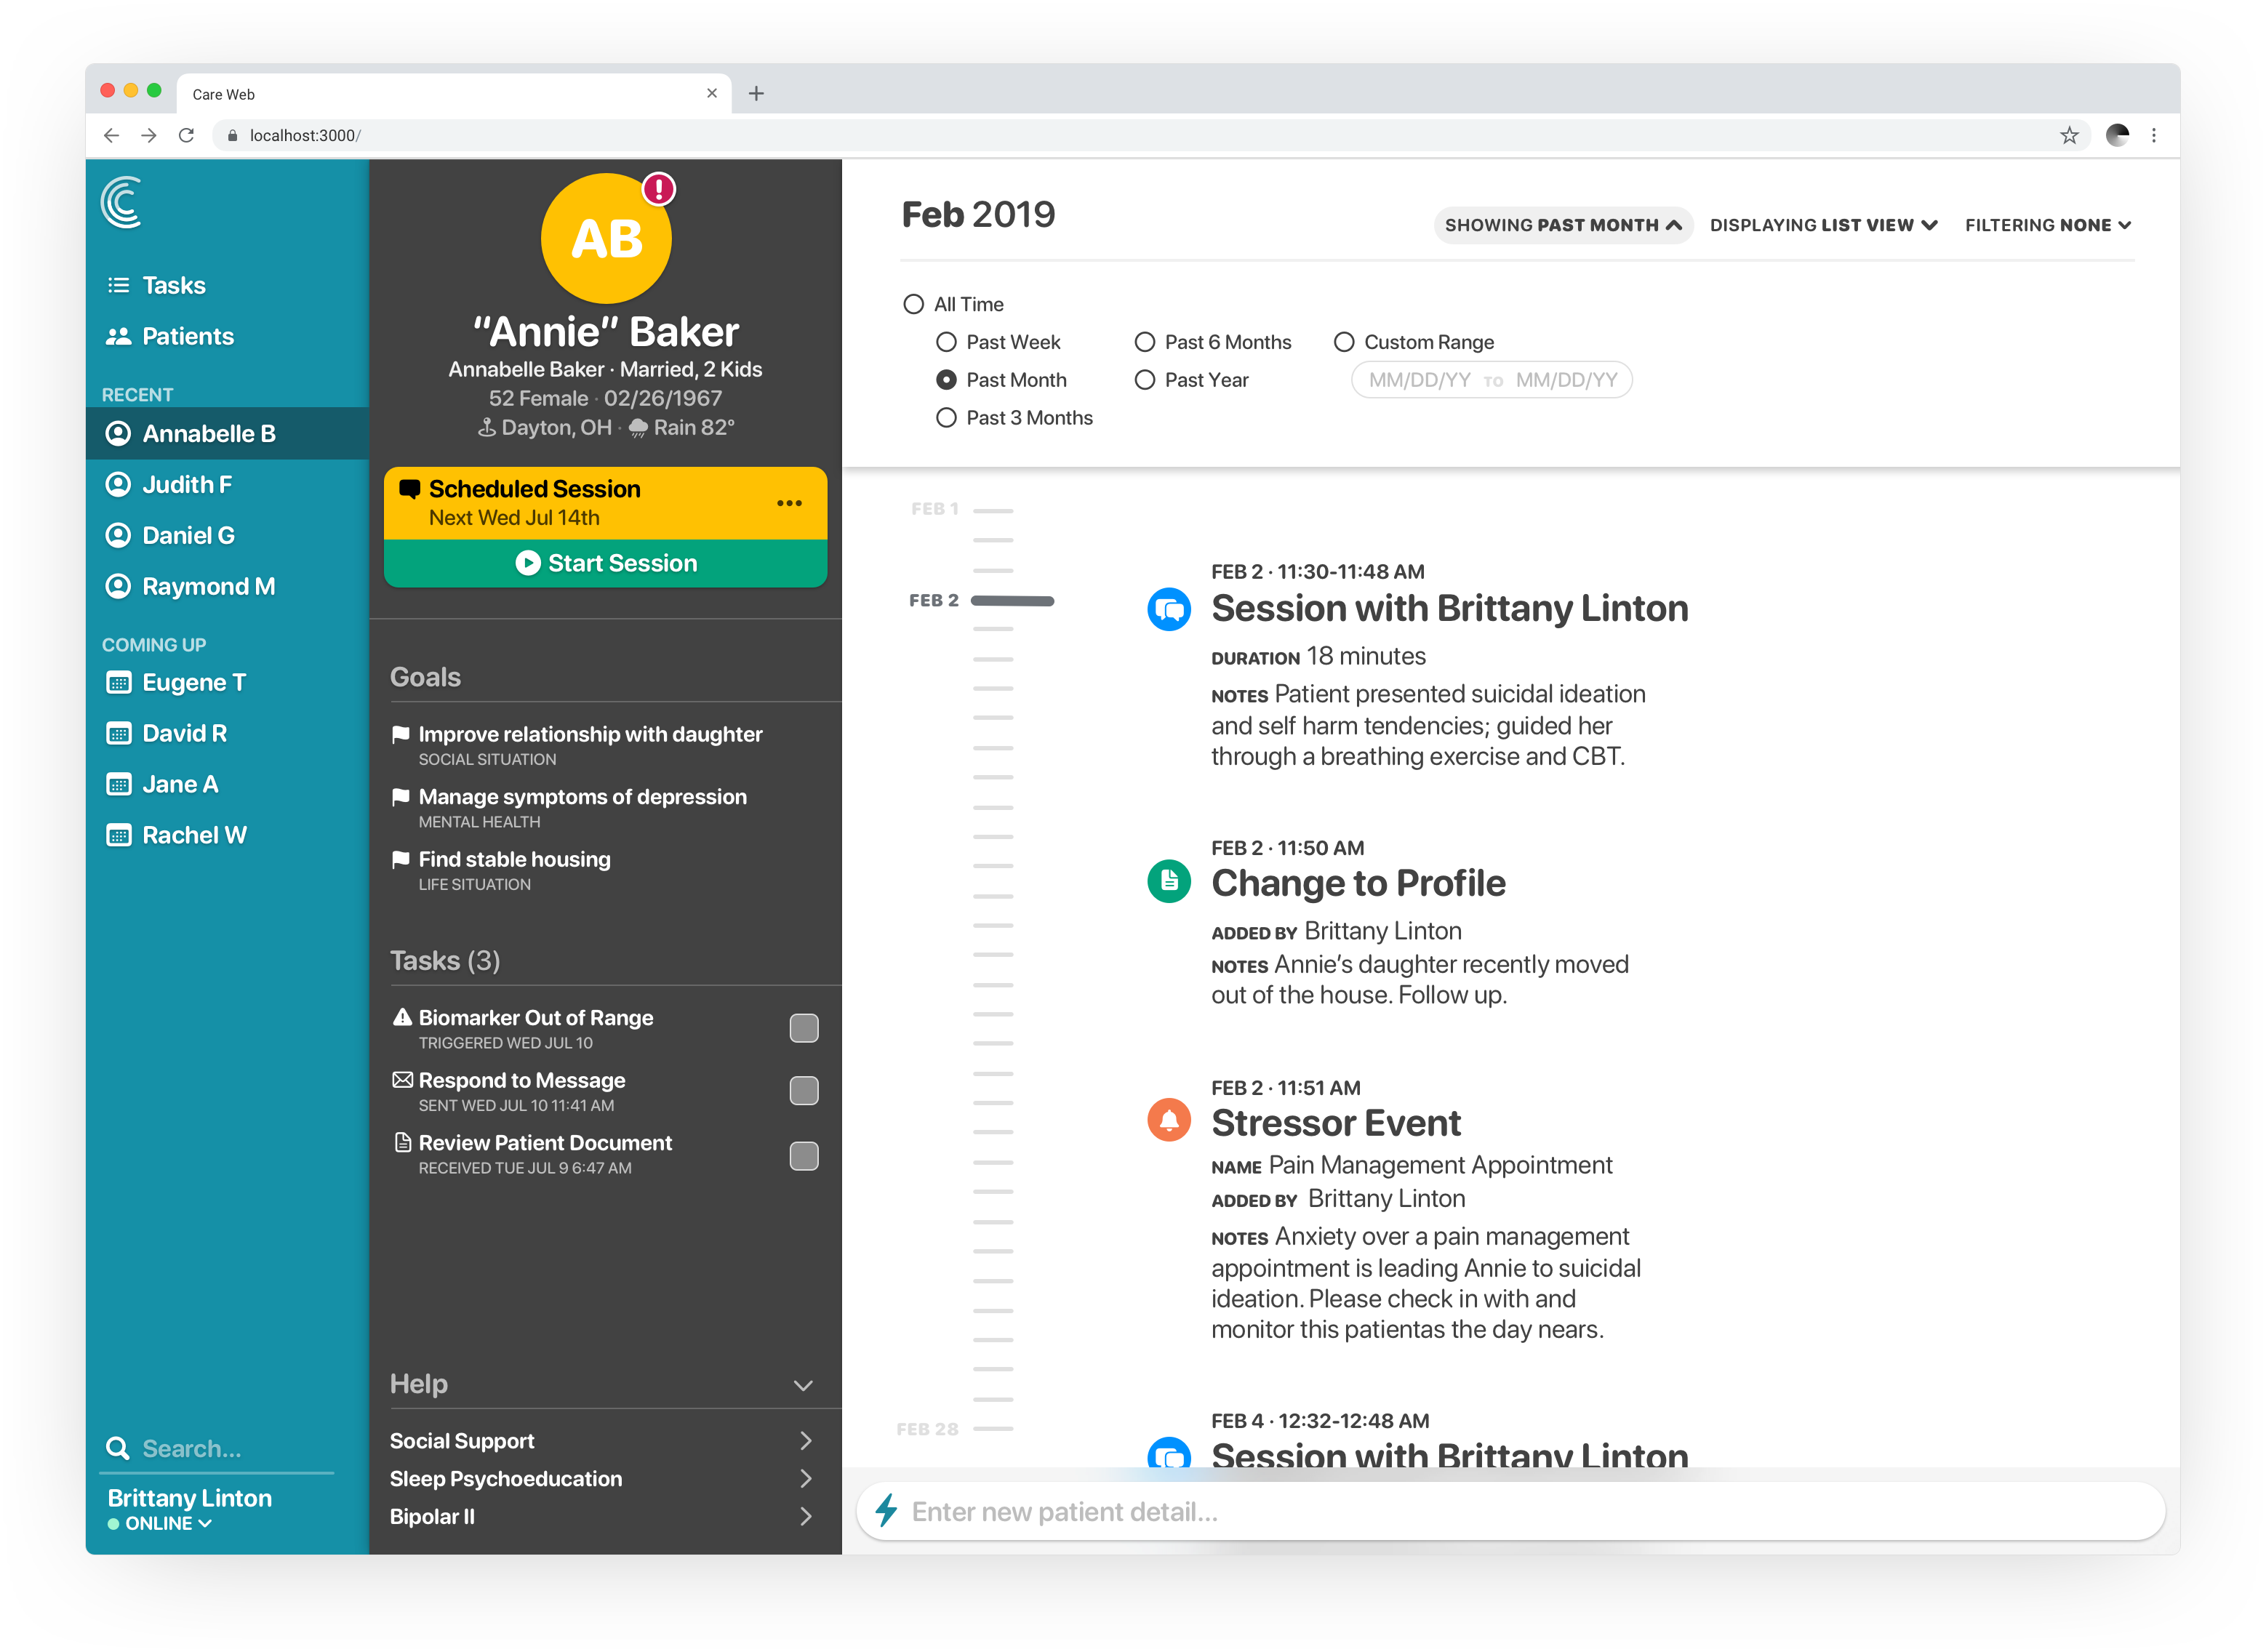 Care Web
localhost:3000/
Tasks
Patients
RECENT
Annabelle B
Judith F
Daniel G
Raymond M
COMING UP
Eugene T
David R
Jane A
Rachel W
Search...
Brittany Linton
ONLINE
AB
!
“Annie” Baker
Annabelle Baker · Married, 2 Kids
52 Female · 02/26/1967
Dayton, OH · Rain 82°
Scheduled Session
Next Wed Jul 14th
Start Session
Goals
Improve relationship with daughter
SOCIAL SITUATION
Manage symptoms of depression
MENTAL HEALTH
Find stable housing
LIFE SITUATION
Tasks (3)
Biomarker Out of Range
TRIGGERED WED JUL 10
Respond to Message
SENT WED JUL 10 11:41 AM
Review Patient Document
RECEIVED TUE JUL 9 6:47 AM
Help
Social Support
Sleep Psychoeducation
Bipolar II
Feb 2019
SHOWING PAST MONTH
DISPLAYING LIST VIEW
FILTERING NONE
All Time
Past Week
Past 6 Months
Custom Range
Past Month
Past Year
MM/DD/YY TO MM/DD/YY
Past 3 Months
FEB 1
FEB 2
FEB 28
FEB 2 · 11:30-11:48 AM
Session with Brittany Linton
DURATION 18 minutes
NOTES Patient presented suicidal ideation
and self harm tendencies; guided her
through a breathing exercise and CBT.
FEB 2 · 11:50 AM
Change to Profile
ADDED BY Brittany Linton
NOTES Annie’s daughter recently moved
out of the house. Follow up.
FEB 2 · 11:51 AM
Stressor Event
NAME Pain Management Appointment
ADDED BY Brittany Linton
NOTES Anxiety over a pain management
appointment is leading Annie to suicidal
ideation. Please check in with and
monitor this patientas the day nears.
FEB 4 · 12:32-12:48 AM
Session with Brittany Linton
Enter new patient detail...